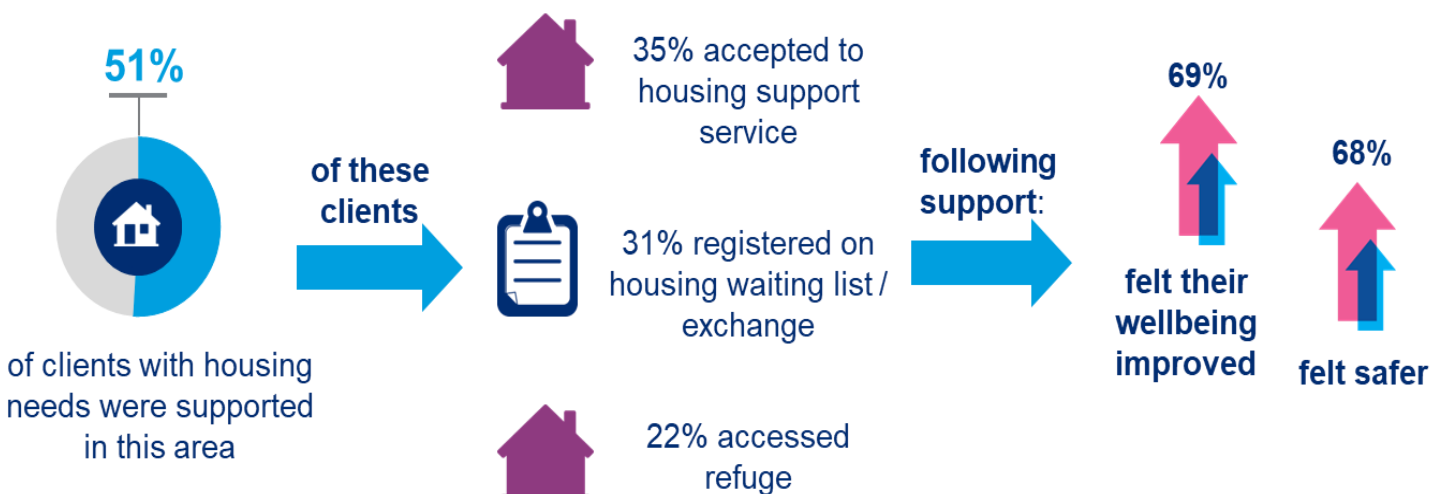 51%
of clients with housing
needs were supported
in this area
of these
clients
35% accepted to
housing support
service
31% registered on
housing waiting list /
exchange
22% accessed
refuge
following
support:
69%
felt their
wellbeing
improved
68%
felt safer